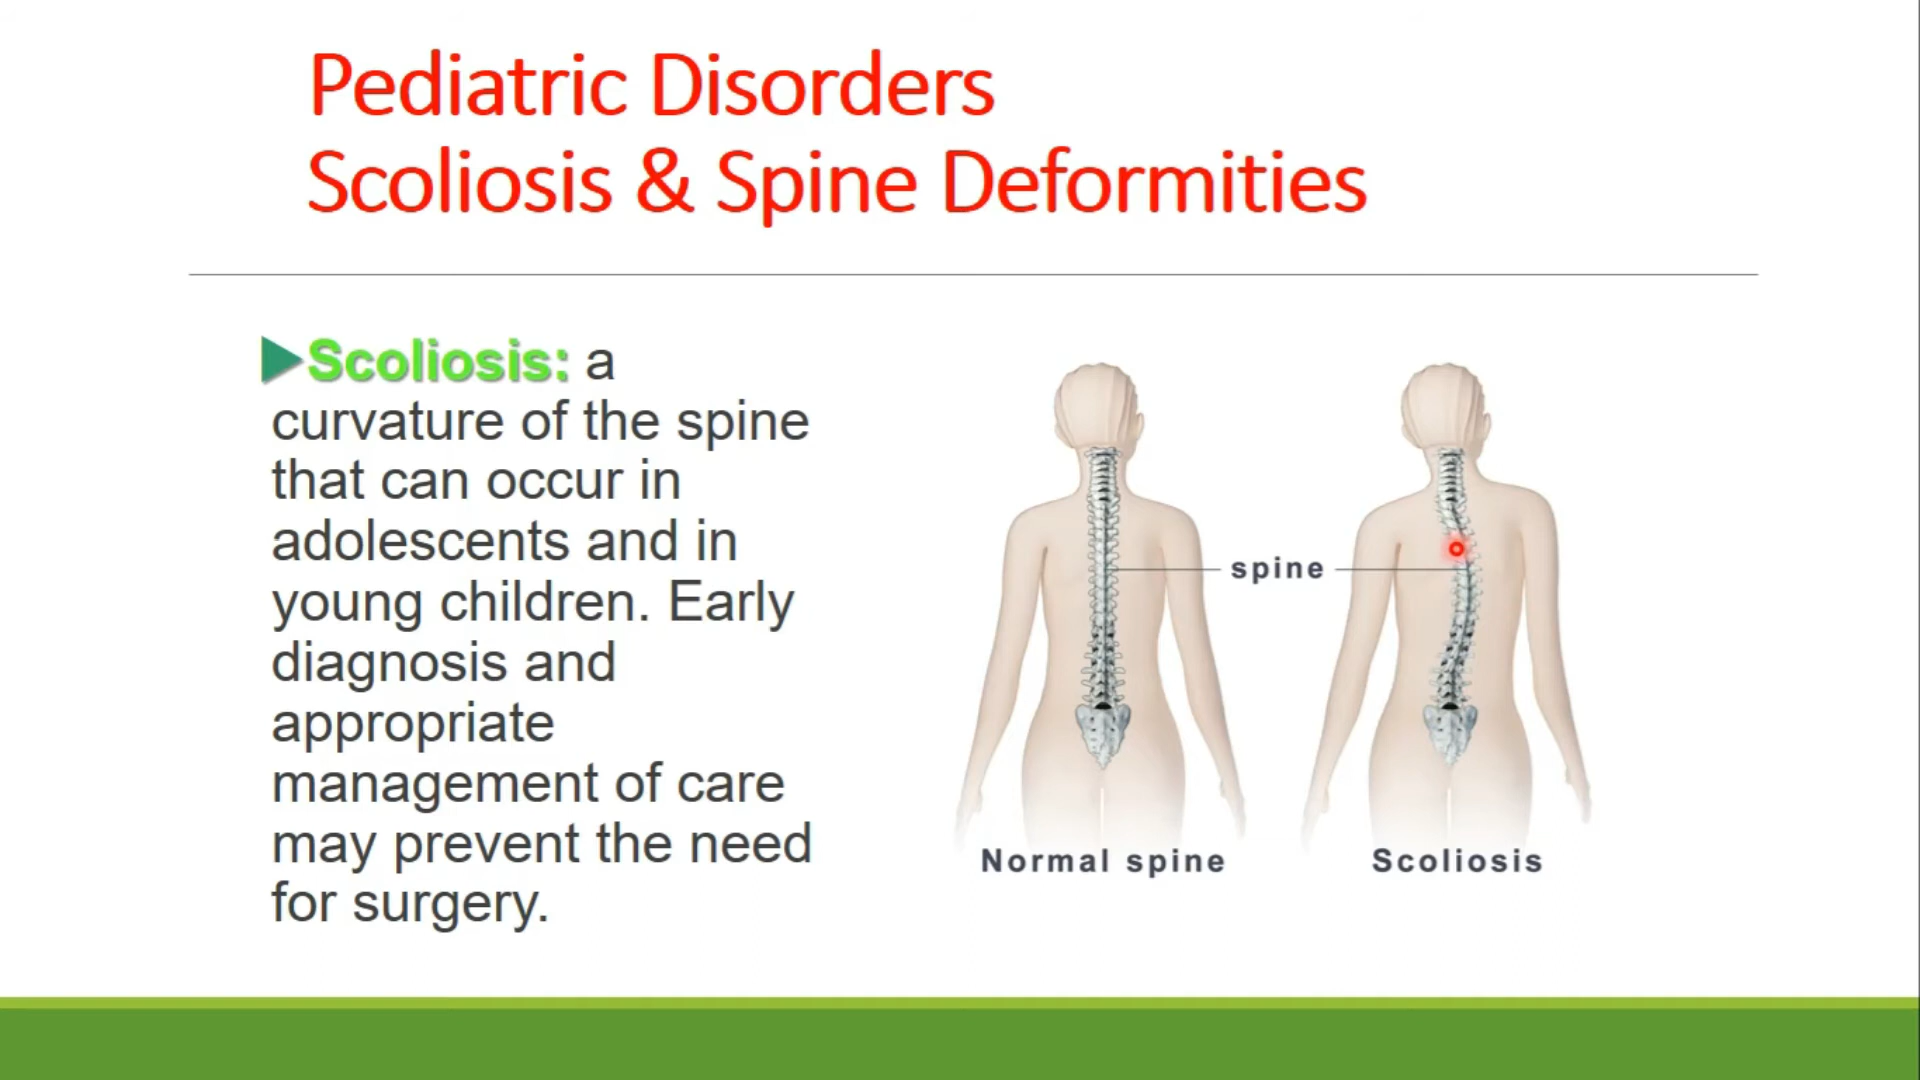 Pediatric Disorders
Scoliosis & Spine Deformities
Scoliosis: a
curvature of the spine
that can occur in
adolescents and in
young children. Early
diagnosis and
appropriate
management of care
may prevent the need
for surgery.
spine
Normal spine
Scoliosis